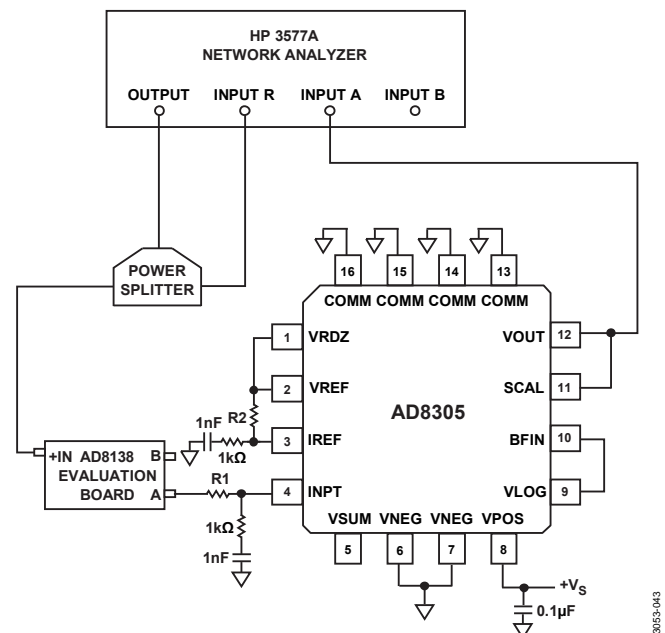 HP 3577A
NETWORK ANALYZER
OUTPUT INPUT R INPUT A INPUT B
POWER
SPLITTER
16 15 14 13
COMM COMM COMM COMM
1 VRDZ
VOUT 12
2 VREF
SCAL 11
AD8305
R2
1nF
1kΩ
3 IREF
BFIN 10
+IN AD8138 B
EVALUATION
BOARD A
R1
4 INPT
VLOG 9
1kΩ
1nF
VSUM VNEG VNEG VPOS
5 6 7 8
+VS
0.1µF
3053-043